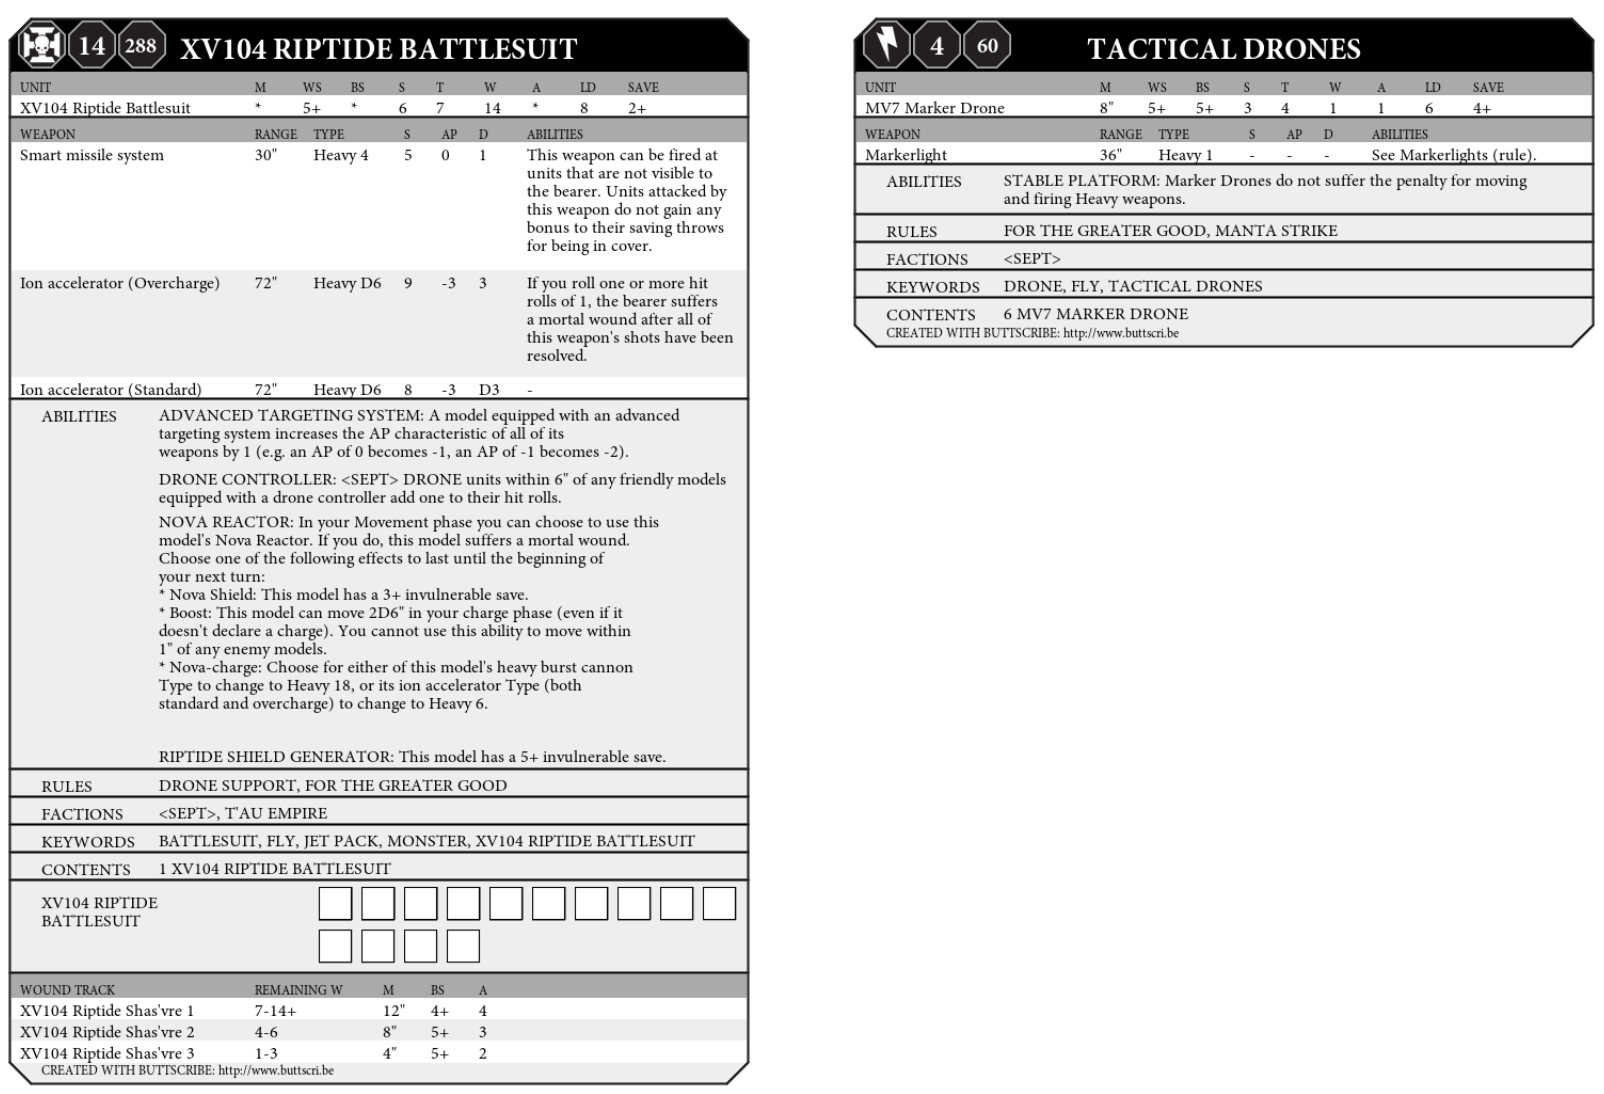 14 288 XV104 RIPTIDE BATTLESUIT
UNIT M WS BS S T W A LD SAVE
XV104 Riptide Battlesuit * 5+ * 6 7 14 * 8 2+
WEAPON RANGE TYPE S AP D ABILITIES
Smart missile system 30" Heavy 4 5 0 1 This weapon can be fired at
units that are not visible to
the bearer. Units attacked by
this weapon do not gain any
bonus to their saving throws
for being in cover.
Ion accelerator (Overcharge) 72" Heavy D6 9 -3 3 If you roll one or more hit
rolls of 1, the bearer suffers
a mortal wound after all of
this weapon's shots have been
resolved.
Ion accelerator (Standard) 72" Heavy D6 8 -3 D3 -
ABILITIES ADVANCED TARGETING SYSTEM: A model equipped with an advanced
targeting system increases the AP characteristic of all of its
weapons by 1 (e.g. an AP of 0 becomes -1, an AP of -1 becomes -2).
DRONE CONTROLLER: <SEPT> DRONE units within 6" of any friendly models
equipped with a drone controller add one to their hit rolls.
NOVA REACTOR: In your Movement phase you can choose to use this
model's Nova Reactor. If you do, this model suffers a mortal wound.
Choose one of the following effects to last until the beginning of
your next turn:
* Nova Shield: This model has a 3+ invulnerable save.
* Boost: This model can move 2D6" in your charge phase (even if it
doesn't declare a charge). You cannot use this ability to move within
1" of any enemy models.
* Nova-charge: Choose for either of this model's heavy burst cannon
Type to change to Heavy 18, or its ion accelerator Type (both
standard and overcharge) to change to Heavy 6.
RIPTIDE SHIELD GENERATOR: This model has a 5+ invulnerable save.
RULES DRONE SUPPORT, FOR THE GREATER GOOD
FACTIONS <SEPT>, T'AU EMPIRE
KEYWORDS BATTLESUIT, FLY, JET PACK, MONSTER, XV104 RIPTIDE BATTLESUIT
CONTENTS 1 XV104 RIPTIDE BATTLESUIT
XV104 RIPTIDE
BATTLESUIT
WOUND TRACK REMAINING W M BS A
XV104 Riptide Shas'vre 1 7-14+ 12" 4+ 4
XV104 Riptide Shas'vre 2 4-6 8" 5+ 3
XV104 Riptide Shas'vre 3 1-3 4" 5+ 2
CREATED WITH BUTTSCRIBE: http://www.buttscri.be
4 60 TACTICAL DRONES
UNIT M WS BS S T W A LD SAVE
MV7 Marker Drone 8" 5+ 5+ 3 4 1 1 6 4+
WEAPON RANGE TYPE S AP D ABILITIES
Markerlight 36" Heavy 1 - - - See Markerlights (rule).
ABILITIES STABLE PLATFORM: Marker Drones do not suffer the penalty for moving
and firing Heavy weapons.
RULES FOR THE GREATER GOOD, MANTA STRIKE
FACTIONS <SEPT>
KEYWORDS DRONE, FLY, TACTICAL DRONES
CONTENTS 6 MV7 MARKER DRONE
CREATED WITH BUTTSCRIBE: http://www.buttscri.be